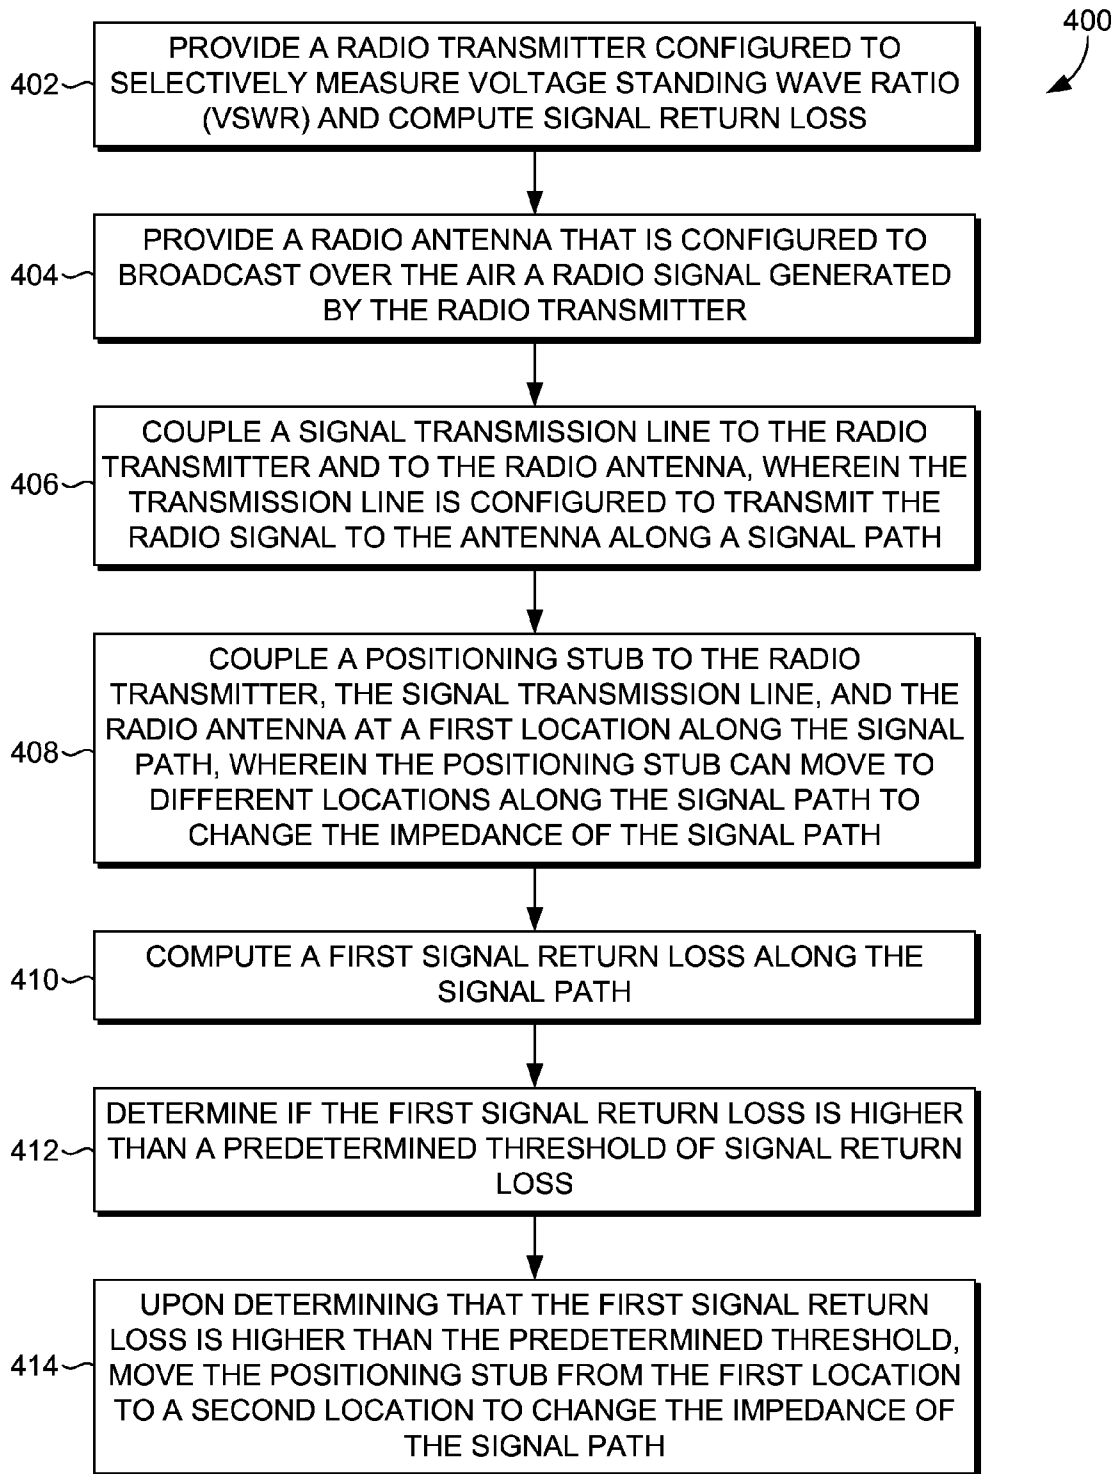 400
402
PROVIDE A RADIO TRANSMITTER CONFIGURED TO
SELECTIVELY MEASURE VOLTAGE STANDING WAVE RATIO
(VSWR) AND COMPUTE SIGNAL RETURN LOSS
404
PROVIDE A RADIO ANTENNA THAT IS CONFIGURED TO
BROADCAST OVER THE AIR A RADIO SIGNAL GENERATED
BY THE RADIO TRANSMITTER
406
COUPLE A SIGNAL TRANSMISSION LINE TO THE RADIO
TRANSMITTER AND TO THE RADIO ANTENNA, WHEREIN THE
TRANSMISSION LINE IS CONFIGURED TO TRANSMIT THE
RADIO SIGNAL TO THE ANTENNA ALONG A SIGNAL PATH
408
COUPLE A POSITIONING STUB TO THE RADIO
TRANSMITTER, THE SIGNAL TRANSMISSION LINE, AND THE
RADIO ANTENNA AT A FIRST LOCATION ALONG THE SIGNAL
PATH, WHEREIN THE POSITIONING STUB CAN MOVE TO
DIFFERENT LOCATIONS ALONG THE SIGNAL PATH TO
CHANGE THE IMPEDANCE OF THE SIGNAL PATH
410
COMPUTE A FIRST SIGNAL RETURN LOSS ALONG THE
SIGNAL PATH
412
DETERMINE IF THE FIRST SIGNAL RETURN LOSS IS HIGHER
THAN A PREDETERMINED THRESHOLD OF SIGNAL RETURN
LOSS
414
UPON DETERMINING THAT THE FIRST SIGNAL RETURN
LOSS IS HIGHER THAN THE PREDETERMINED THRESHOLD,
MOVE THE POSITIONING STUB FROM THE FIRST LOCATION
TO A SECOND LOCATION TO CHANGE THE IMPEDANCE OF
THE SIGNAL PATH